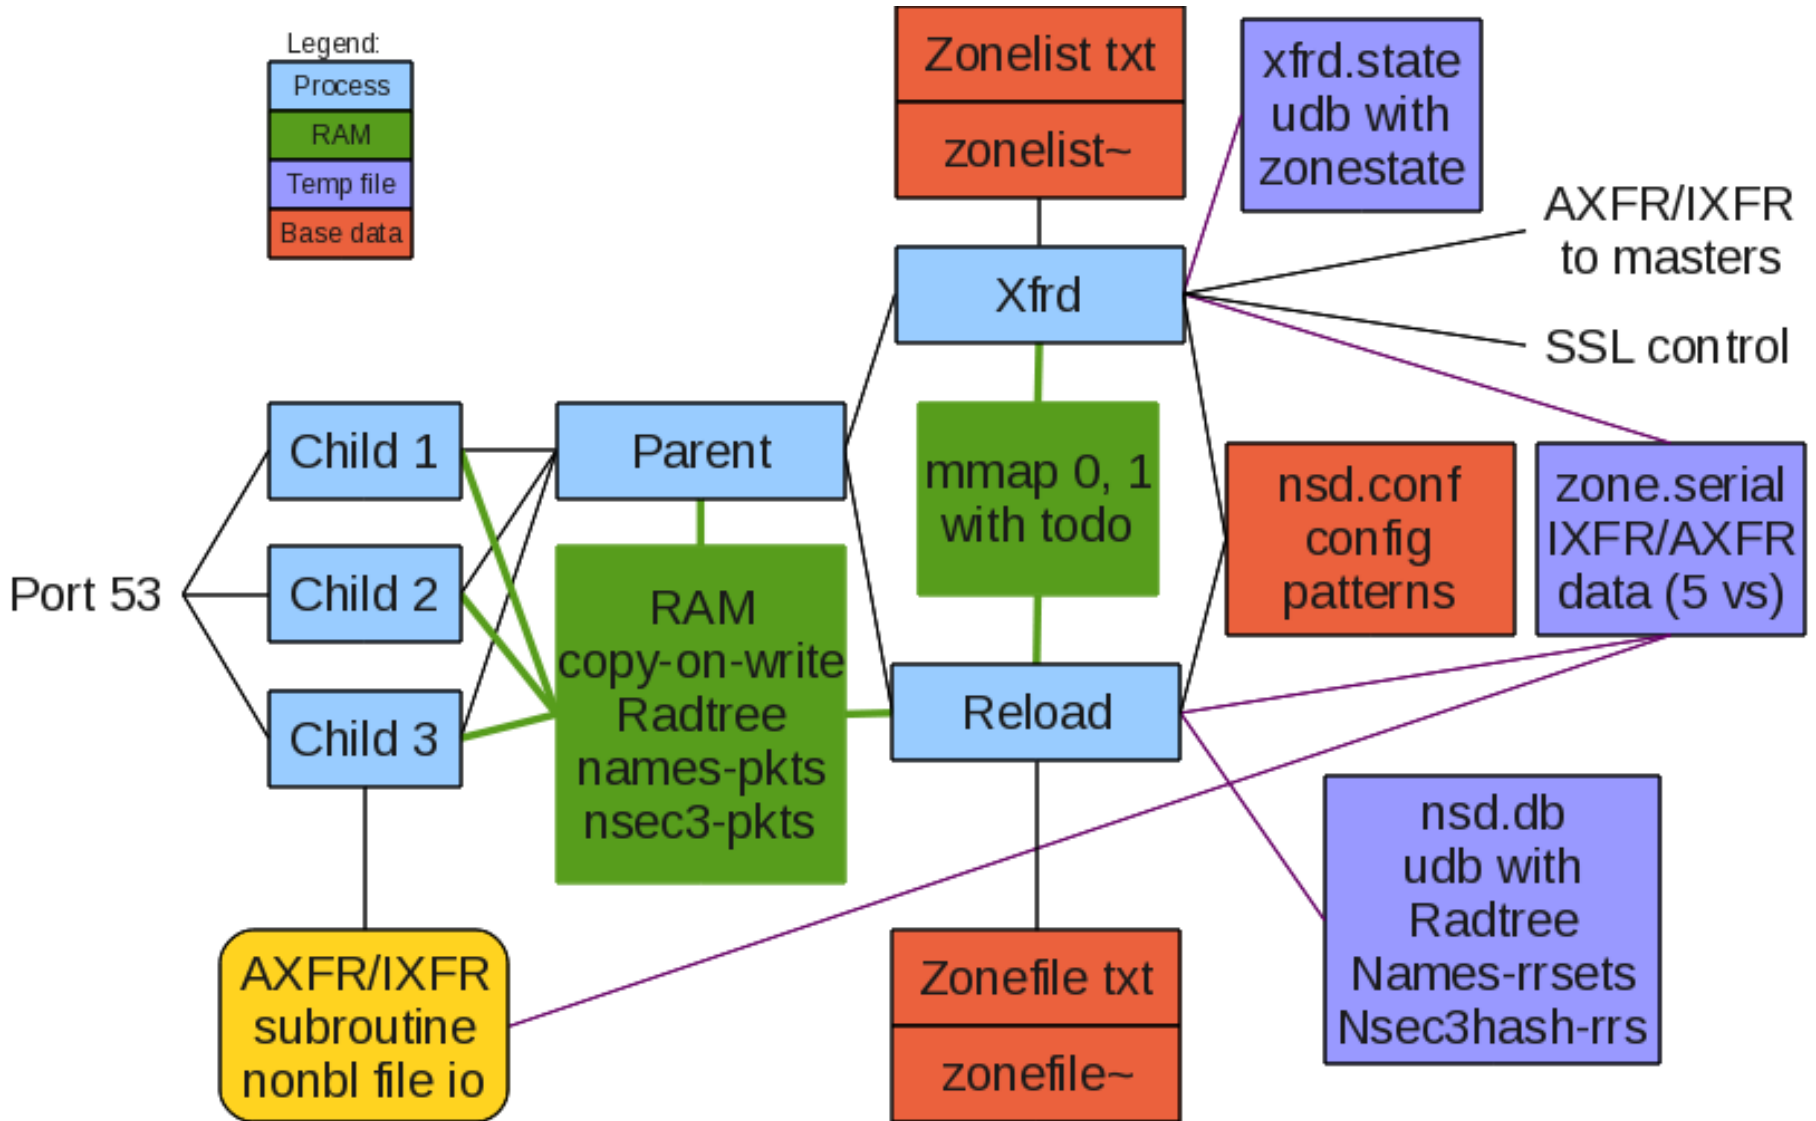 Legend:
Process
RAM
Temp file
Base data
Zonelist txt
zonelist~
xfrd.state
udb with
zonestate
AXFR/IXFR
to masters
Xfrd
SSL control
Child 1
Parent
mmap 0, 1
with todo
nsd.conf
config
patterns
zone.serial
IXFR/AXFR
data (5 vs)
Port 53
Child 2
Child 3
RAM
copy-on-write
Radtree
names-pkts
nsec3-pkts
Reload
nsd.db
udb with
Radtree
Names-rrsets
Nsec3hash-rrs
AXFR/IXFR
subroutine
nonbl file io
Zonefile txt
zonefile~